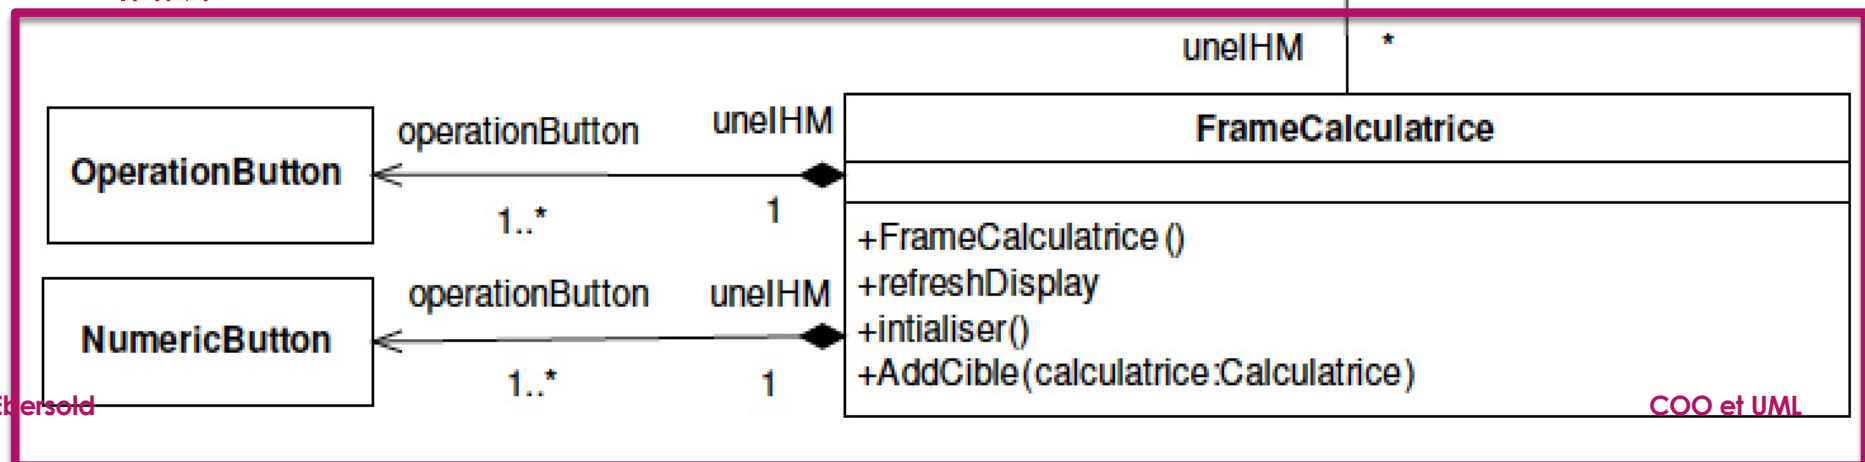 uneIHM *
OperationButton
operationButton
uneIHM
1..*
1
FrameCalculatrice
+FrameCalculatrice()
+refreshDisplay
+intialiser()
+AddCible(calculatrice:Calculatrice)
NumericButton
operationButton
uneIHM
1..*
1
Ebersold
COO et UML